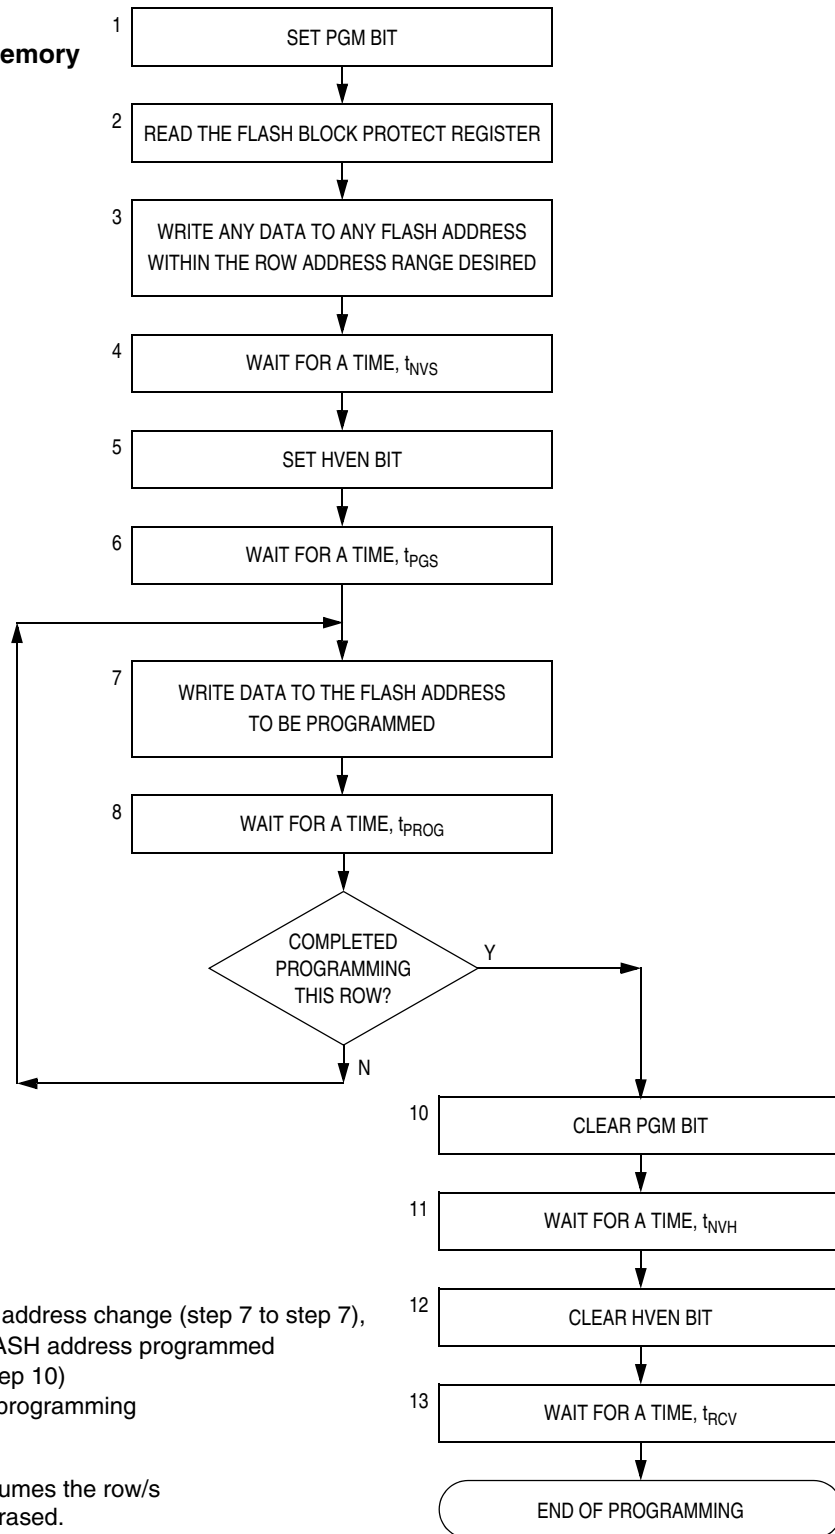 emory
1
SET PGM BIT
2
READ THE FLASH BLOCK PROTECT REGISTER
3
WRITE ANY DATA TO ANY FLASH ADDRESS
WITHIN THE ROW ADDRESS RANGE DESIRED
4
WAIT FOR A TIME, tNVS
5
SET HVEN BIT
6
WAIT FOR A TIME, tPGS
7
WRITE DATA TO THE FLASH ADDRESS
TO BE PROGRAMMED
8
WAIT FOR A TIME, tPROG
COMPLETED
PROGRAMMING
THIS ROW?
Y
N
10
CLEAR PGM BIT
11
WAIT FOR A TIME, tNVH
12
CLEAR HVEN BIT
13
WAIT FOR A TIME, tRCV
END OF PROGRAMMING
address change (step 7 to step 7),
ASH address programmed
ep 10)
programming
umes the row/s
rased.